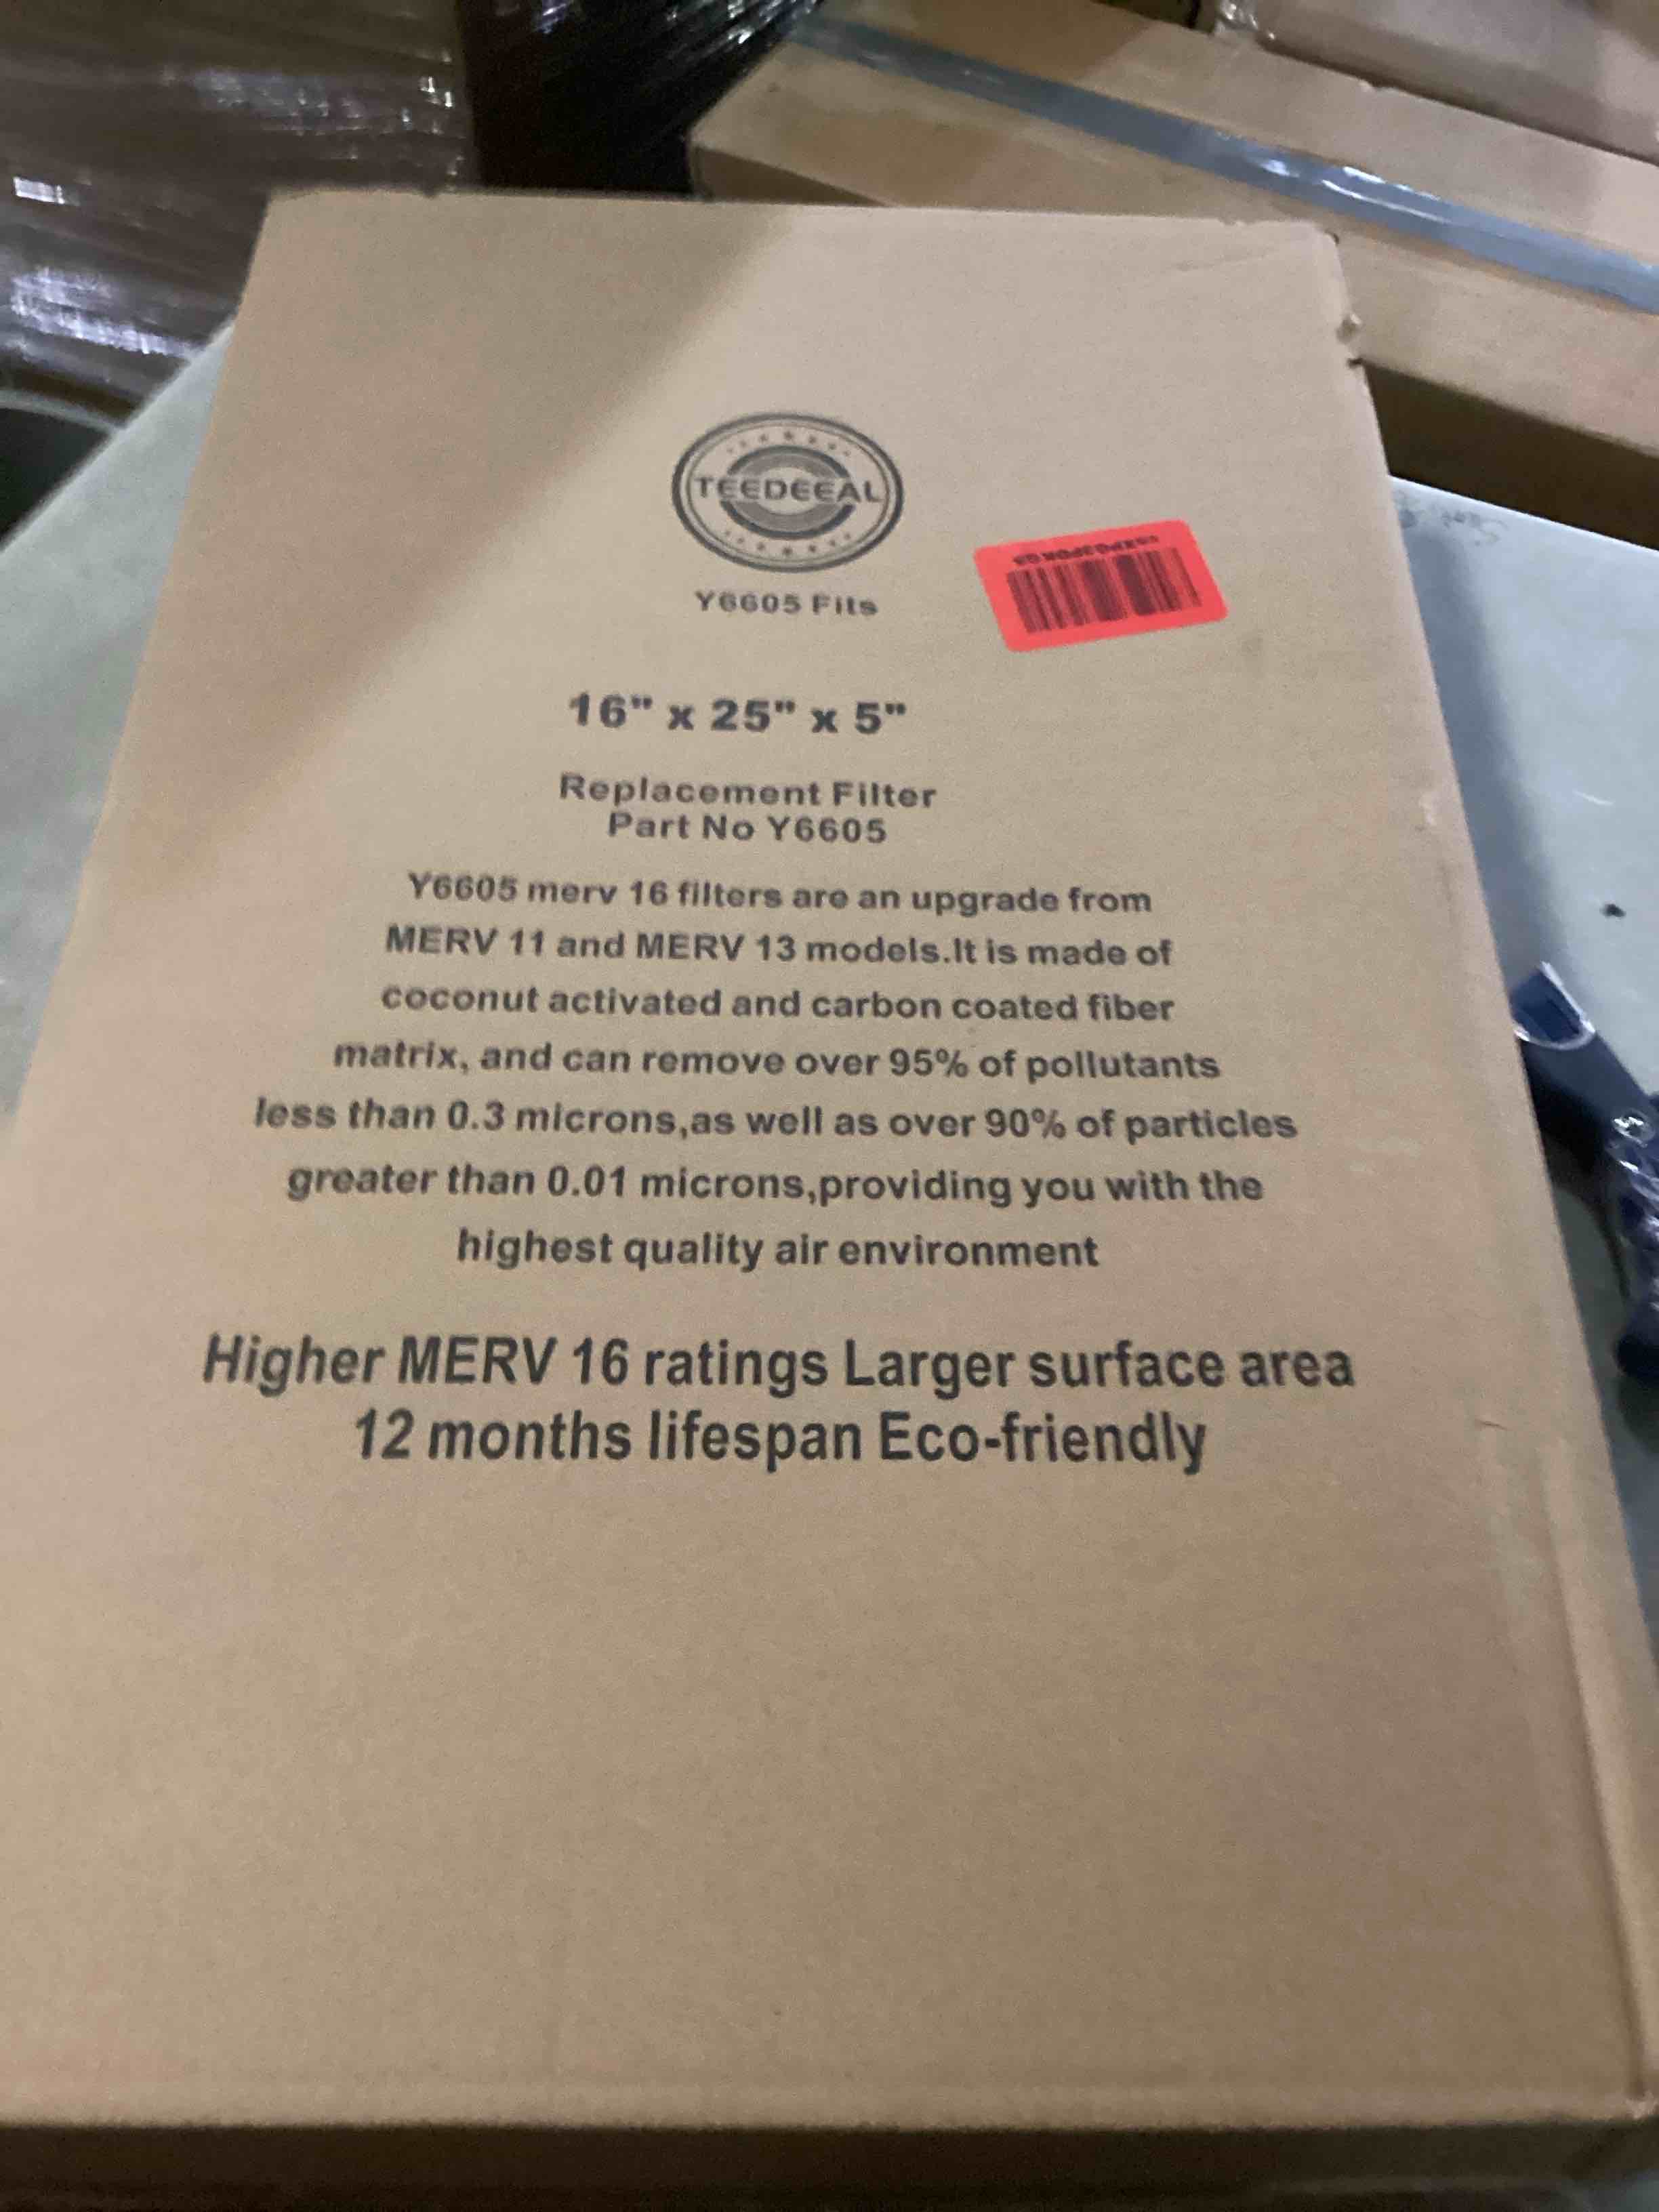 TEEDEEAL
Y6605 Fits
16" x 25" x 5"
Replacement Filter
Part No Y6605
Y6605 merv 16 filters are an upgrade from
MERV 11 and MERV 13 models.It is made of
coconut activated and carbon coated fiber
matrix, and can remove over 95% of pollutants
less than 0.3 microns,as well as over 90% of particles
greater than 0.01 microns,providing you with the
highest quality air environment
Higher MERV 16 ratings Larger surface area
12 months lifespan Eco-friendly